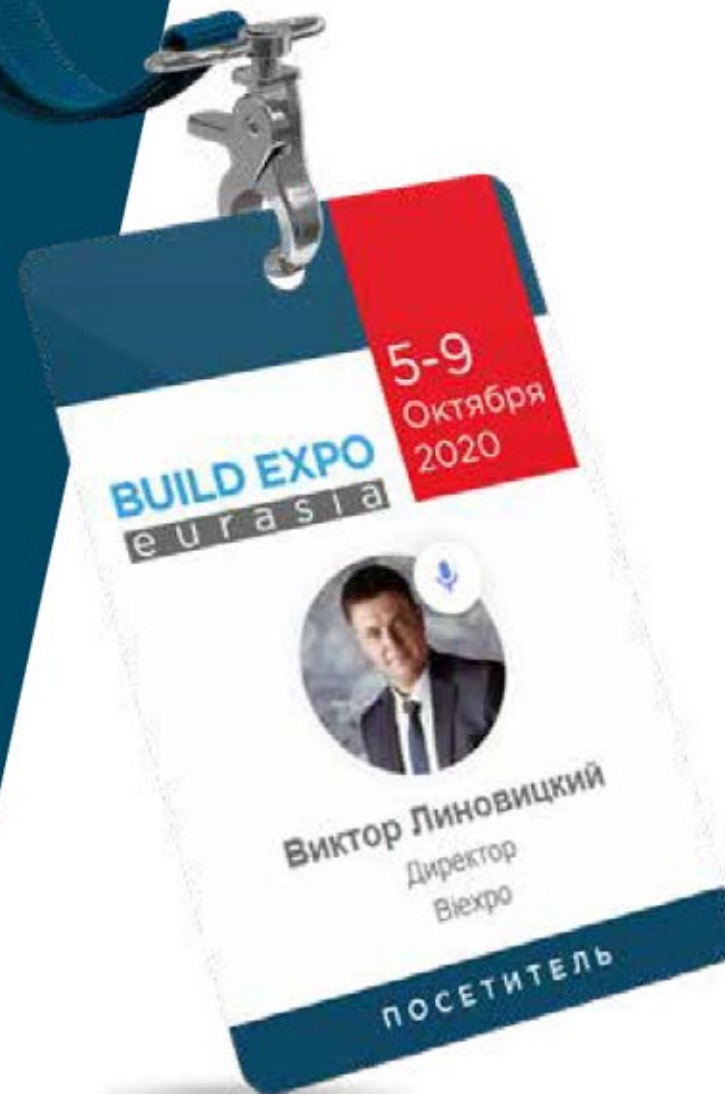 5-9
Октября
2020
BUILD EXPO
eurasia
Виктор Линовицкий
Директор
Biexpo
ПОСЕТИТЕЛЬ